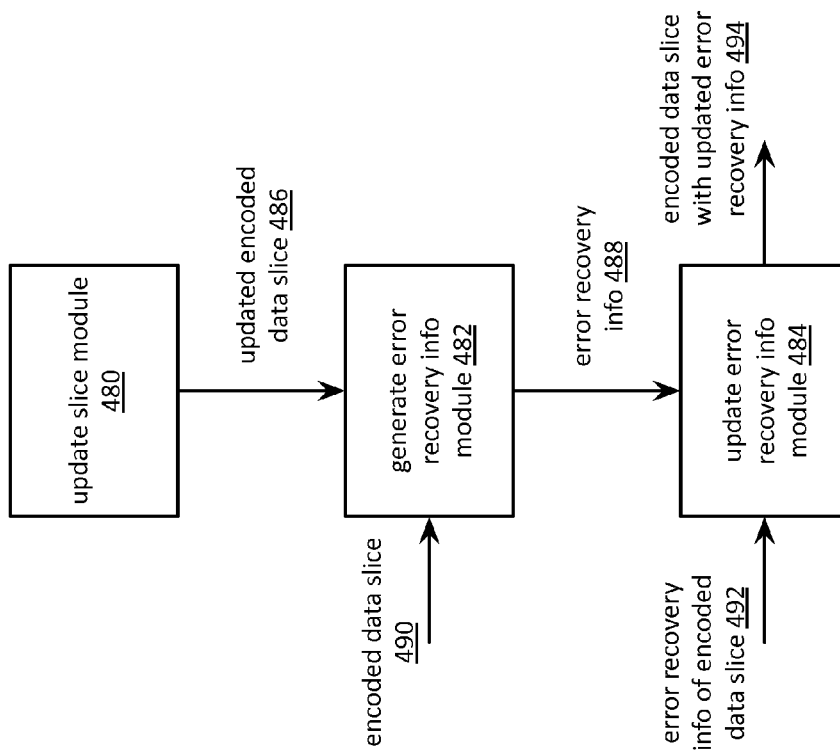 update slice module
480
updated encoded
data slice 486
encoded data slice
490
generate error
recovery info
module 482
error recovery
info 488
error recovery
info of encoded
data slice 492
update error
recovery info
module 484
encoded data slice
with updated error
recovery info 494